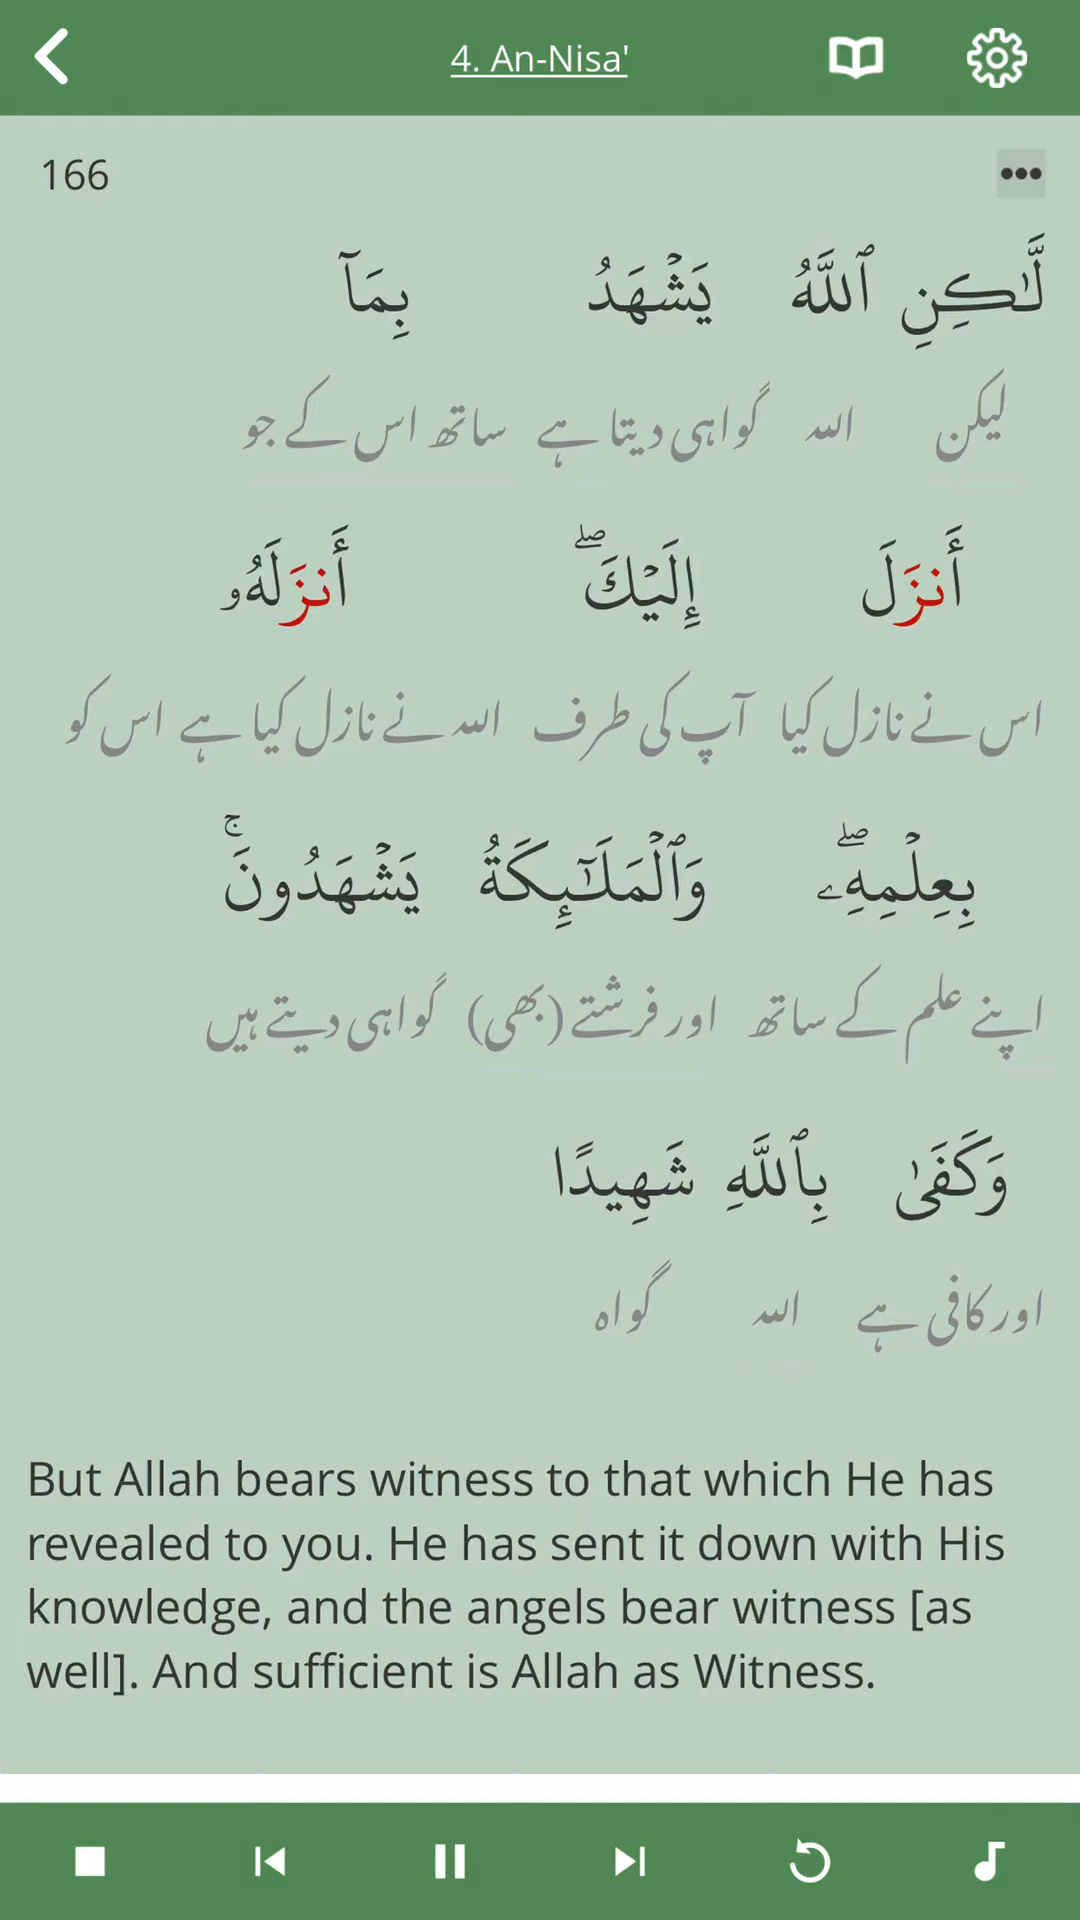 4. An-Nisa'
166
لَّـٰكِنِ ٱللَّهُ يَشْهَدُ بِمَآ
لیکن اللہ گواہی دیتا ہے ساتھ اس کے جو
أَنزَلَ إِلَيْكَ ۖ أَنزَلَهُۥ
اس نے نازل کیا آپ کی طرف اللہ نے نازل کیا ہے اس کو
بِعِلْمِهِۦ ۖ وَٱلْمَلَـٰٓئِكَةُ يَشْهَدُونَ ۚ
اپنے علم کے ساتھ اور فرشتے (بھی) گواہی دیتے ہیں
وَكَفَىٰ بِٱللَّهِ شَهِيدًا
اور کافی ہے اللہ گواہ
But Allah bears witness to that which He has
revealed to you. He has sent it down with His
knowledge, and the angels bear witness [as
well]. And sufficient is Allah as Witness.